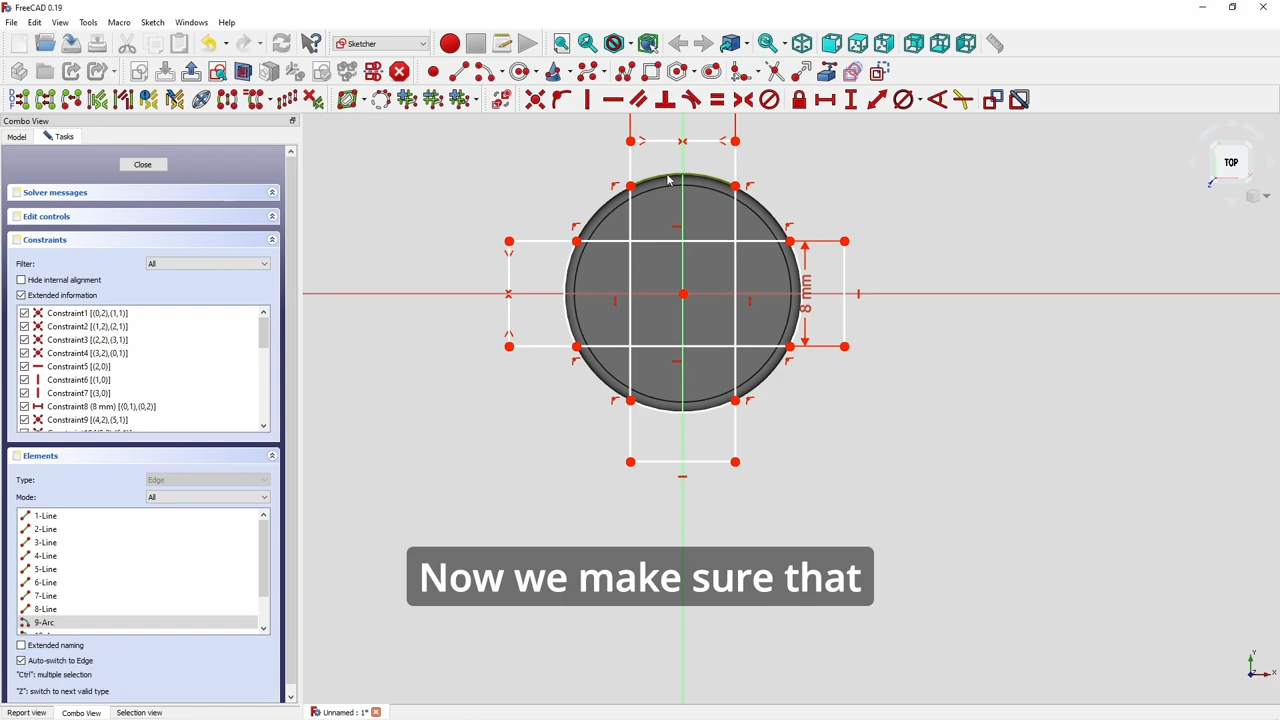 FreeCAD 0.19
File Edit View Tools Macro Sketch Windows Help
Sketcher
Combo View
Model Tasks
Close
Solver messages
Edit controls
Constraints
Filter: All
Hide internal alignment
Extended information
Constraint1 [(0,2),(1,1)]
Constraint2 [(1,2),(2,1)]
Constraint3 [(2,2),(3,1)]
Constraint4 [(3,2),(0,1)]
Constraint5 [(2,0)]
Constraint6 [(1,0)]
Constraint7 [(3,0)]
Constraint8 (8 mm) [(0,1),(0,2)]
Constraint9 [(4,2),(5,1)]
Elements
Type: Edge
Mode: All
1-Line
2-Line
3-Line
4-Line
5-Line
6-Line
7-Line
8-Line
9-Arc
Extended naming
Auto-switch to Edge
"Ctrl": multiple selection
"Z": switch to next valid type
Report view Combo View Selection view
8 mm
TOP
Now we make sure that
Y
X
Unnamed : 1*